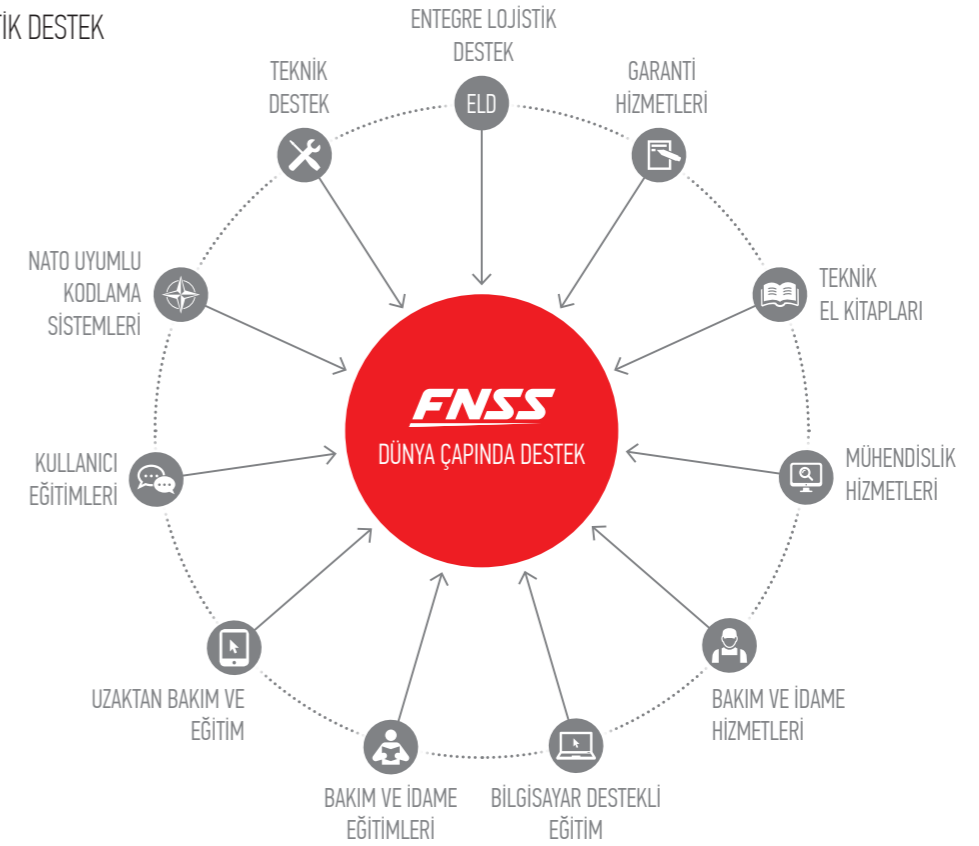 TİK DESTEK
ENTEGRE LOJİSTİK
DESTEK
ELD
GARANTİ
HİZMETLERİ
TEKNİK
EL KİTAPLARI
MÜHENDİSLİK
HİZMETLERİ
BAKIM VE İDAME
HİZMETLERİ
BİLGİSAYAR DESTEKLİ
EĞİTİM
BAKIM VE İDAME
EĞİTİMLERİ
UZAKTAN BAKIM VE
EĞİTİM
KULLANICI
EĞİTİMLERİ
NATO UYUMLU
KODLAMA
SİSTEMLERİ
TEKNİK
DESTEK
FNSS
DÜNYA ÇAPINDA DESTEK